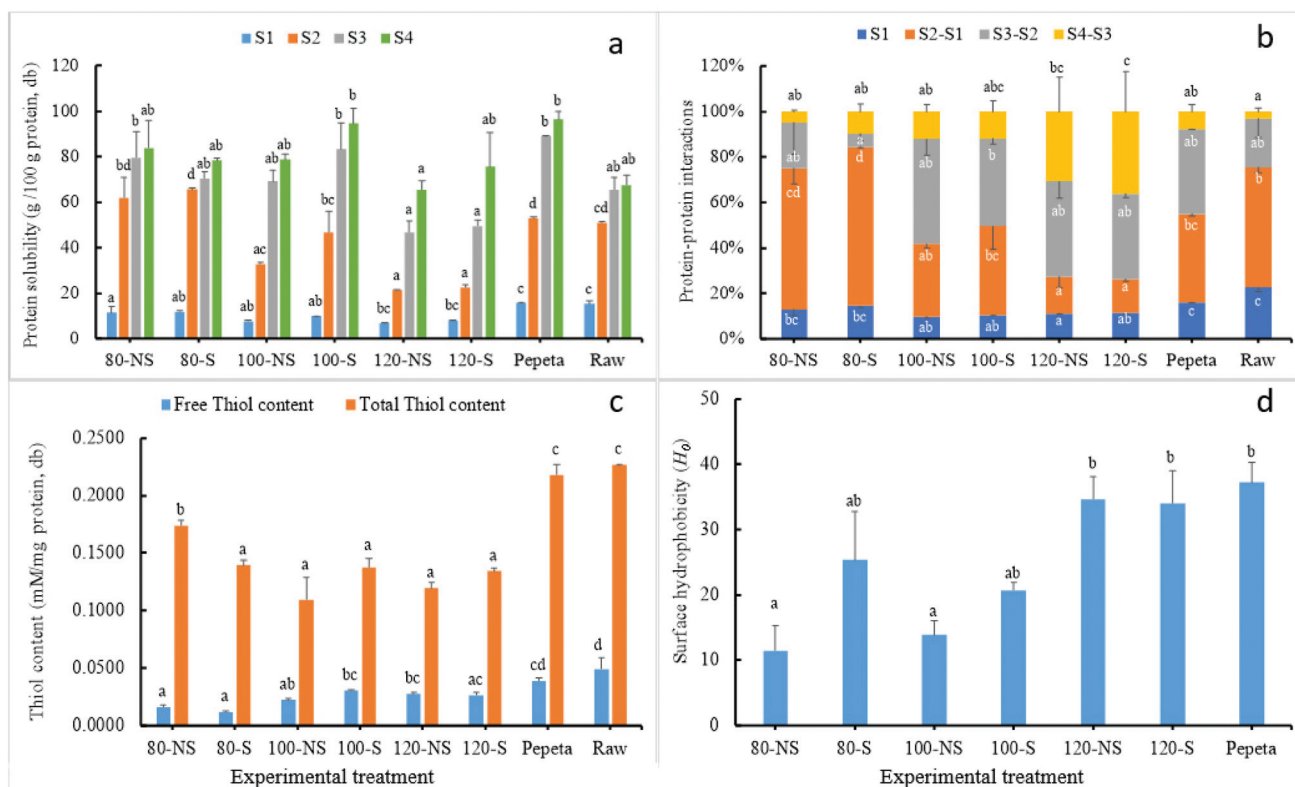 a
S1 S2 S3 S4
Protein solubility (g /100 g protein, db)
120
100
80
60
40
20
0
a bd b ab
ab d ab ab
ab ac ab ab
ab bc b b
bc a a a
bc a a ab
c d b b
c cd ab ab
80-NS 80-S 100-NS 100-S 120-NS 120-S Pepeta Raw
b
S1 S2-S1 S3-S2 S4-S3
Protein-protein interactions
120%
100%
80%
60%
40%
20%
0%
ab ab ab abc bc c ab a
ab a ab b ab ab ab ab
cd d ab bc a a bc b
bc bc ab ab a ab c c
80-NS 80-S 100-NS 100-S 120-NS 120-S Pepeta Raw
c
Free Thiol content Total Thiol content
Thiol content (mM/mg protein, db)
0.2500
0.2000
0.1500
0.1000
0.0500
0.0000
a b
a a
ab a
bc a
bc a
ac a
cd c
d c
80-NS 80-S 100-NS 100-S 120-NS 120-S Pepeta Raw
Experimental treatment
d
Surface hydrophobicity (H0)
50
40
30
20
10
0
a ab a ab b b b
80-NS 80-S 100-NS 100-S 120-NS 120-S Pepeta
Experimental treatment